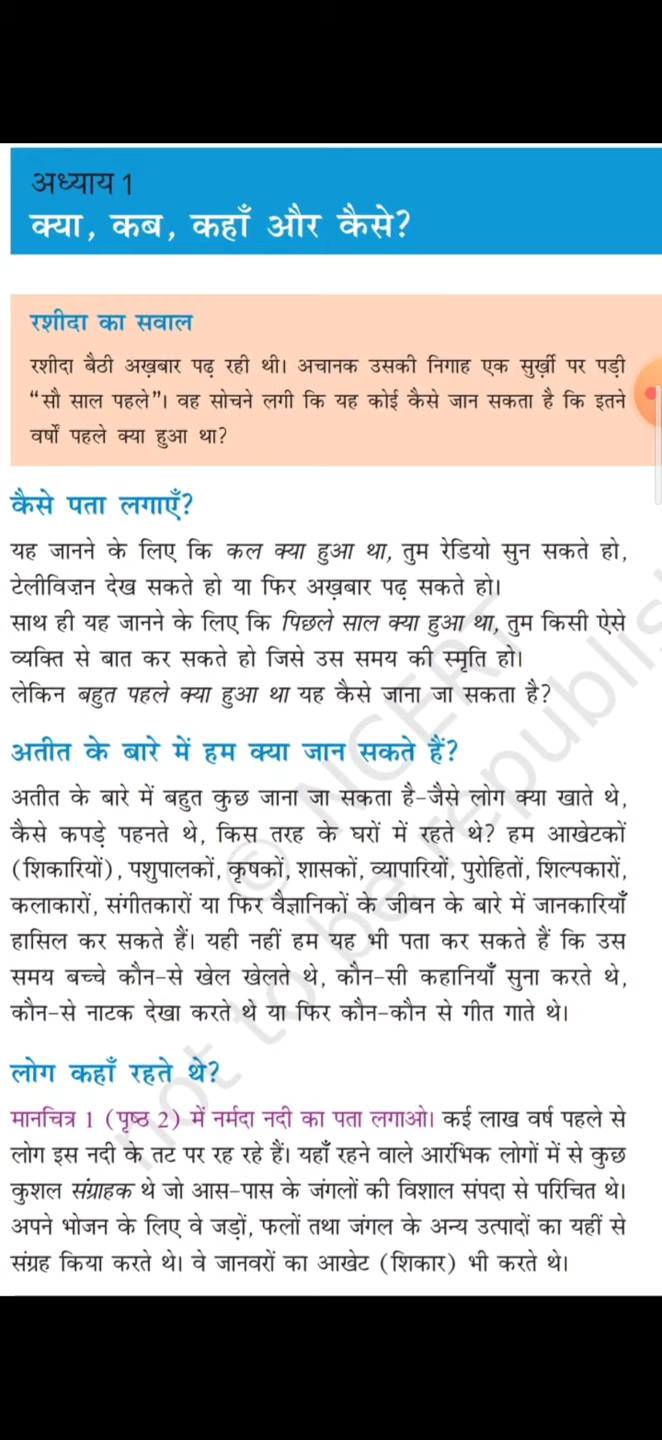 अध्याय 1
क्या, कब, कहाँ और कैसे?
रशीदा का सवाल
रशीदा बैठी अख़बार पढ़ रही थी। अचानक उसकी निगाह एक सुर्ख़ी पर पड़ी
“सौ साल पहले”। वह सोचने लगी कि यह कोई कैसे जान सकता है कि इतने
वर्षों पहले क्या हुआ था?
कैसे पता लगाएँ?
यह जानने के लिए कि कल क्या हुआ था, तुम रेडियो सुन सकते हो,
टेलीविज़न देख सकते हो या फिर अख़बार पढ़ सकते हो।
साथ ही यह जानने के लिए कि पिछले साल क्या हुआ था, तुम किसी ऐसे
व्यक्ति से बात कर सकते हो जिसे उस समय की स्मृति हो।
लेकिन बहुत पहले क्या हुआ था यह कैसे जाना जा सकता है?
अतीत के बारे में हम क्या जान सकते हैं?
अतीत के बारे में बहुत कुछ जाना जा सकता है-जैसे लोग क्या खाते थे,
कैसे कपड़े पहनते थे, किस तरह के घरों में रहते थे? हम आखेटकों
(शिकारियों), पशुपालकों, कृषकों, शासकों, व्यापारियों, पुरोहितों, शिल्पकारों,
कलाकारों, संगीतकारों या फिर वैज्ञानिकों के जीवन के बारे में जानकारियाँ
हासिल कर सकते हैं। यही नहीं हम यह भी पता कर सकते हैं कि उस
समय बच्चे कौन-से खेल खेलते थे, कौन-सी कहानियाँ सुना करते थे,
कौन-से नाटक देखा करते थे या फिर कौन-कौन से गीत गाते थे।
लोग कहाँ रहते थे?
मानचित्र 1 (पृष्ठ 2) में नर्मदा नदी का पता लगाओ। कई लाख वर्ष पहले से
लोग इस नदी के तट पर रह रहे हैं। यहाँ रहने वाले आरंभिक लोगों में से कुछ
कुशल संग्राहक थे जो आस-पास के जंगलों की विशाल संपदा से परिचित थे।
अपने भोजन के लिए वे जड़ों, फलों तथा जंगल के अन्य उत्पादों का यहीं से
संग्रह किया करते थे। वे जानवरों का आखेट (शिकार) भी करते थे।
© NCERT
not to be republis